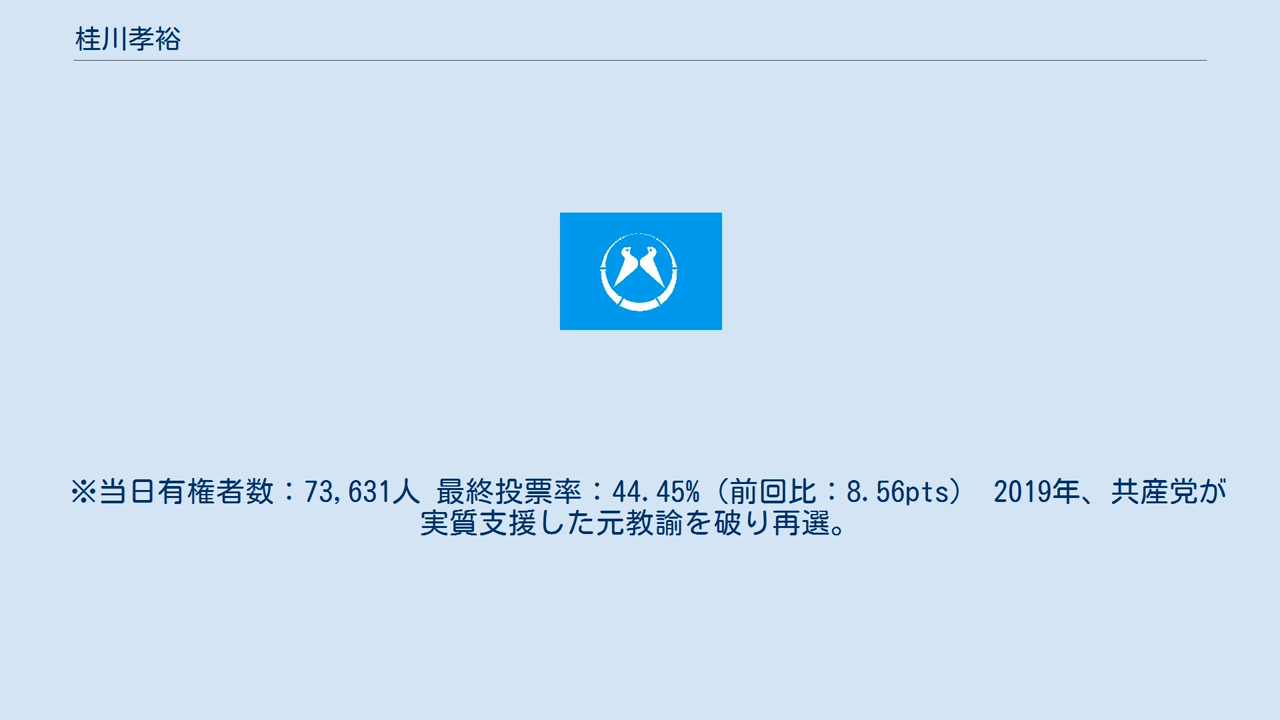 桂川孝裕
※当日有権者数：73,631人 最終投票率：44.45%（前回比：8.56pts） 2019年、共産党が
実質支援した元教諭を破り再選。